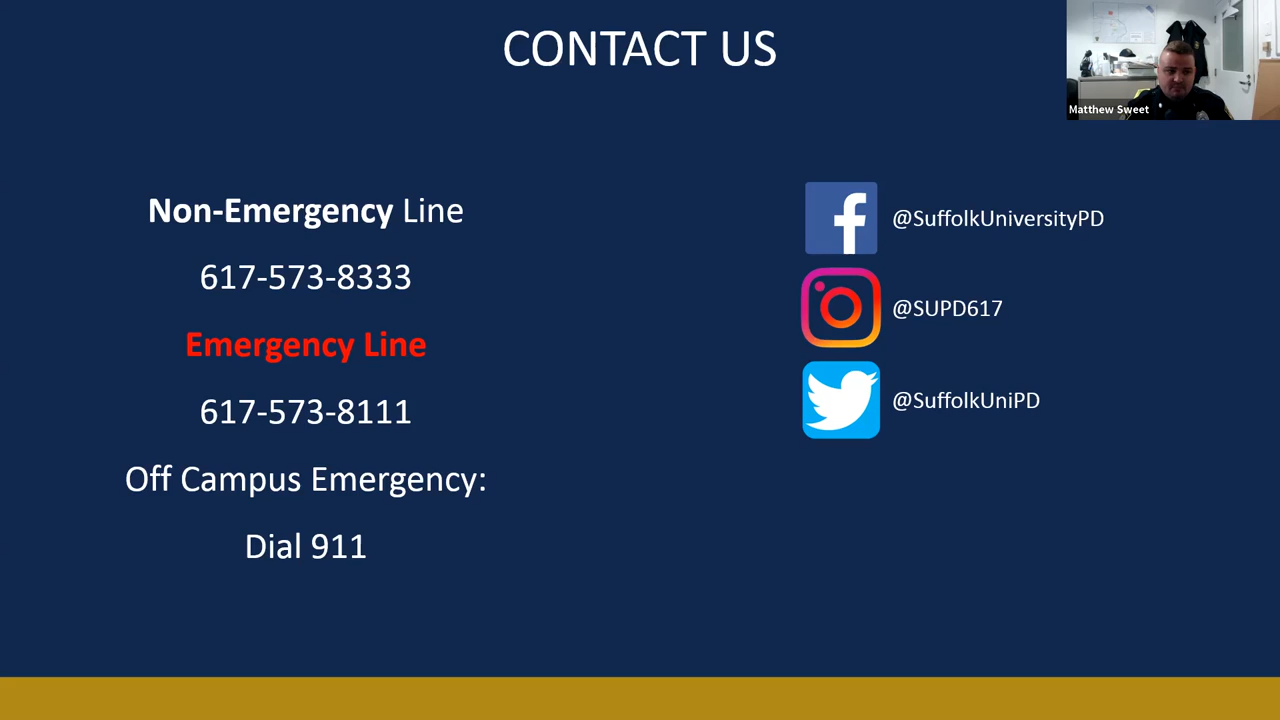 CONTACT US
Matthew Sweet
Non-Emergency Line
617-573-8333
Emergency Line
617-573-8111
Off Campus Emergency:
Dial 911
@SuffolkUniversityPD
@SUPD617
@SuffolkUniPD